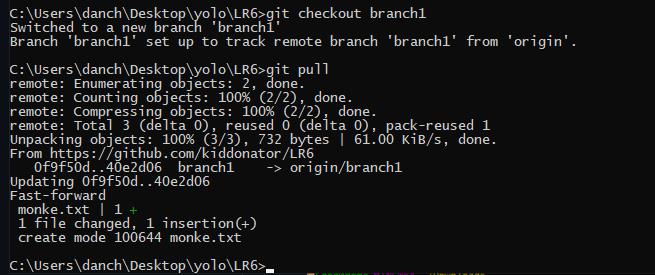 C:\Users\danch\Desktop\yolo\LR6>git checkout branch1
Switched to a new branch 'branch1'
Branch 'branch1' set up to track remote branch 'branch1' from 'origin'.
C:\Users\danch\Desktop\yolo\LR6>git pull
remote: Enumerating objects: 2, done.
remote: Counting objects: 100% (2/2), done.
remote: Compressing objects: 100% (2/2), done.
remote: Total 3 (delta 0), reused 0 (delta 0), pack-reused 1
Unpacking objects: 100% (3/3), 732 bytes | 61.00 KiB/s, done.
From https://github.com/kiddonator/LR6
   0f9f50d..40e2d06  branch1    -> origin/branch1
Updating 0f9f50d..40e2d06
Fast-forward
 monke.txt | 1 +
 1 file changed, 1 insertion(+)
 create mode 100644 monke.txt
C:\Users\danch\Desktop\yolo\LR6>